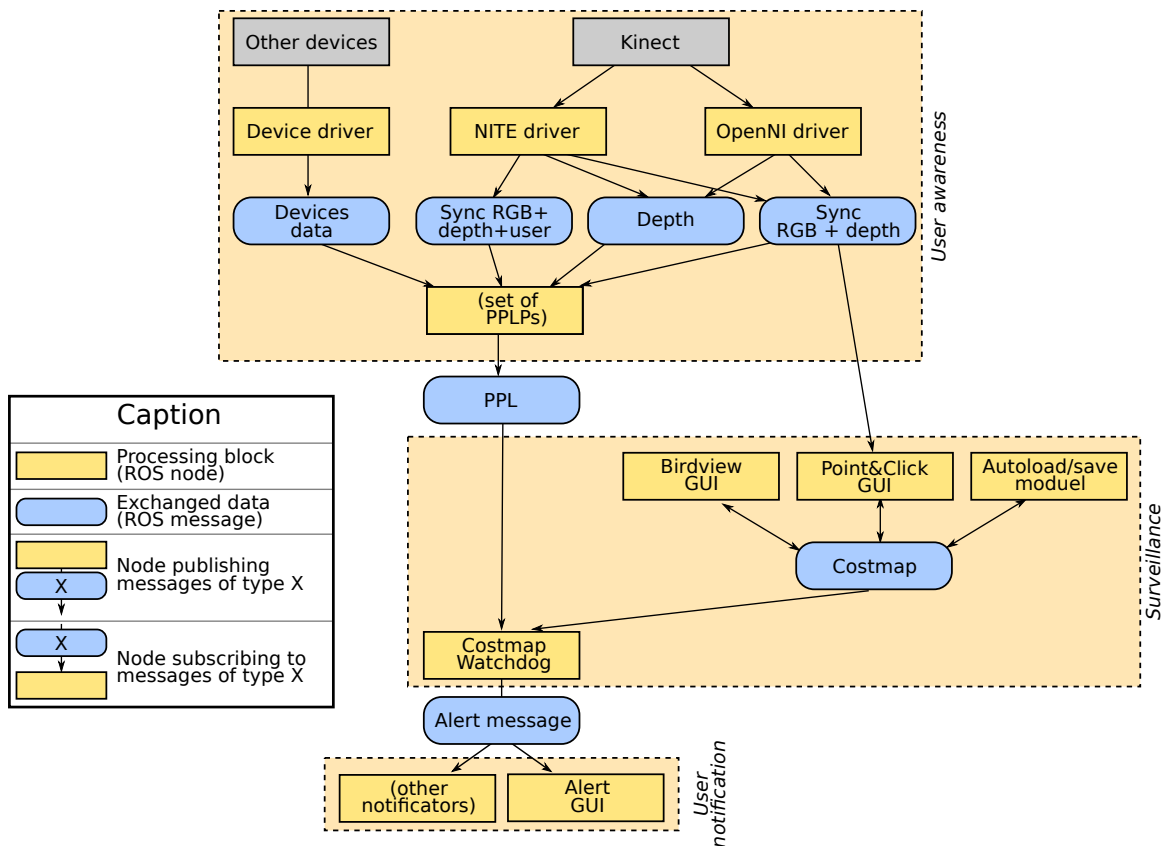 Other devices
Kinect
Device driver
NITE driver
OpenNI driver
User awareness
Devices
data
Sync RGB+
depth+user
Depth
Sync
RGB + depth
(set of
PPLPs)
PPL
Caption
Processing block
(ROS node)
Exchanged data
(ROS message)
X
Node publishing
messages of type X
X
Node subscribing to
messages of type X
Birdview
GUI
Point&Click
GUI
Autoload/save
moduel
Costmap
Surveillance
Costmap
Watchdog
Alert message
(other
notificators)
Alert
GUI
User
notification